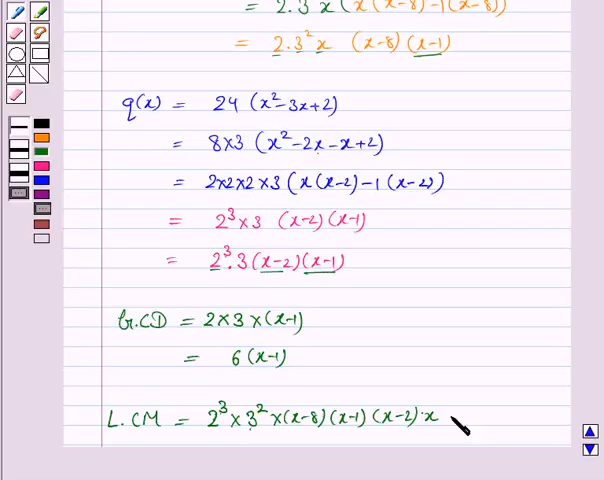 = 2.3 x (x(x-8)-1(x-8))
= 2.3² x (x-8) (x-1)
q(x) = 24 (x²-3x+2)
= 8×3 (x²-2x-x+2)
= 2×2×2×3 (x(x-2)-1(x-2))
= 2³×3 (x-2)(x-1)
= 2³.3 (x-2)(x-1)
G.CD = 2×3×(x-1)
= 6(x-1)
L.CM = 2³×3²×(x-8)(x-1)(x-2).x